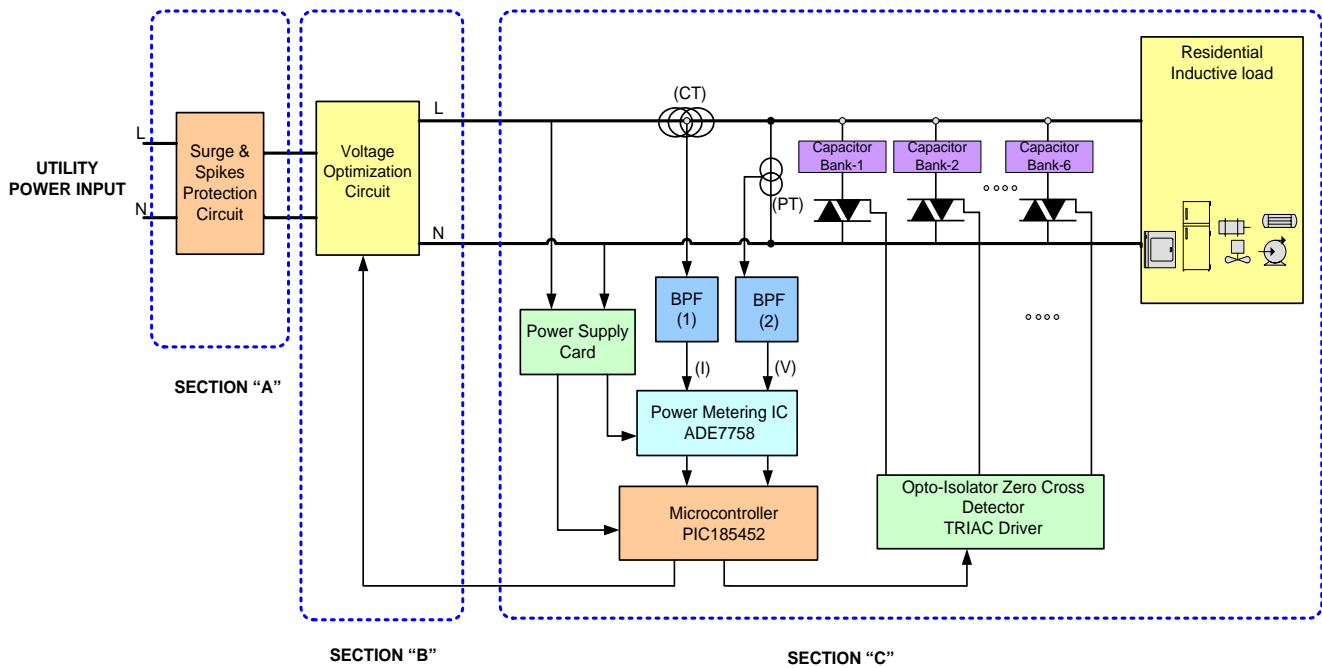 UTILITY
POWER INPUT
L
N
Surge &
Spikes
Protection
Circuit
SECTION “A”
Voltage
Optimization
Circuit
SECTION “B”
L
N
(CT)
(PT)
Capacitor
Bank-1
Capacitor
Bank-2
Capacitor
Bank-6
Residential
Inductive load
Power Supply
Card
BPF
(1)
BPF
(2)
(I)
(V)
Power Metering IC
ADE7758
Microcontroller
PIC185452
Opto-Isolator Zero Cross
Detector
TRIAC Driver
SECTION “C”